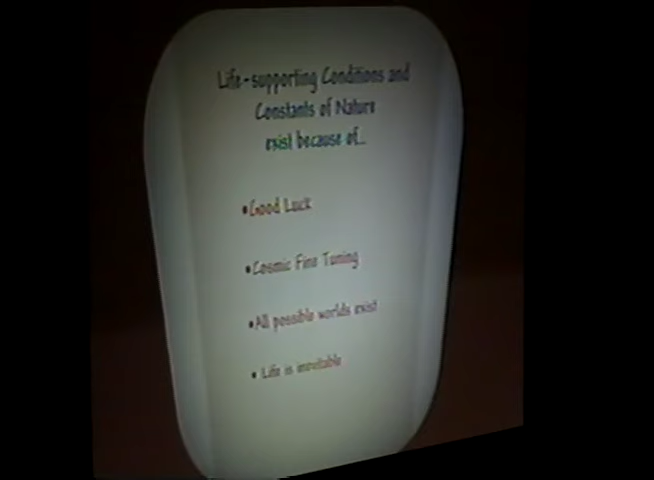 Life-supporting Conditions and
Constants of Nature
exist because of...
•Good Luck
•Cosmic Fine Tuning
•All possible worlds exist
• Life is inevitable